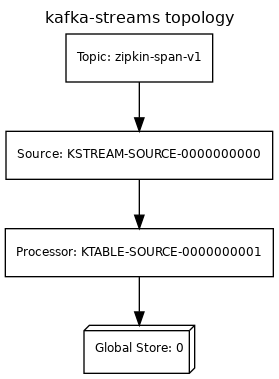 kafka-streams topology
Topic: zipkin-span-v1
Source: KSTREAM-SOURCE-0000000000
Processor: KTABLE-SOURCE-0000000001
Global Store: 0